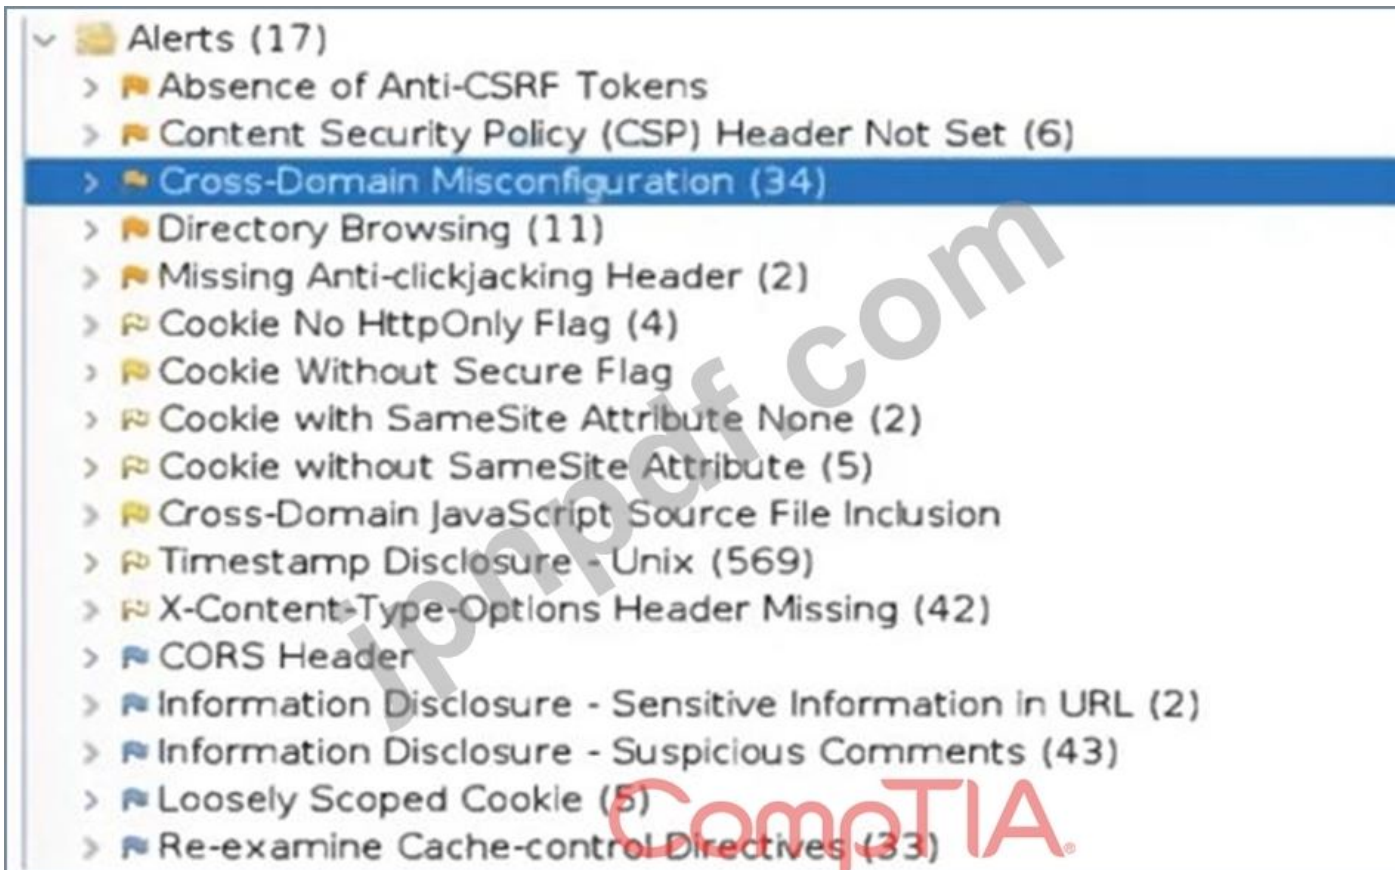 Alerts (17)
Absence of Anti-CSRF Tokens
Content Security Policy (CSP) Header Not Set (6)
Cross-Domain Misconfiguration (34)
Directory Browsing (11)
Missing Anti-clickjacking Header (2)
Cookie No HttpOnly Flag (4)
Cookie Without Secure Flag
Cookie with SameSite Attribute None (2)
Cookie without SameSite Attribute (5)
Cross-Domain JavaScript Source File Inclusion
Timestamp Disclosure - Unix (569)
X-Content-Type-Options Header Missing (42)
CORS Header
Information Disclosure - Sensitive Information in URL (2)
Information Disclosure - Suspicious Comments (43)
Loosely Scoped Cookie (5)
Re-examine Cache-control Directives (33)
jpnpdf.com
CompTIA.